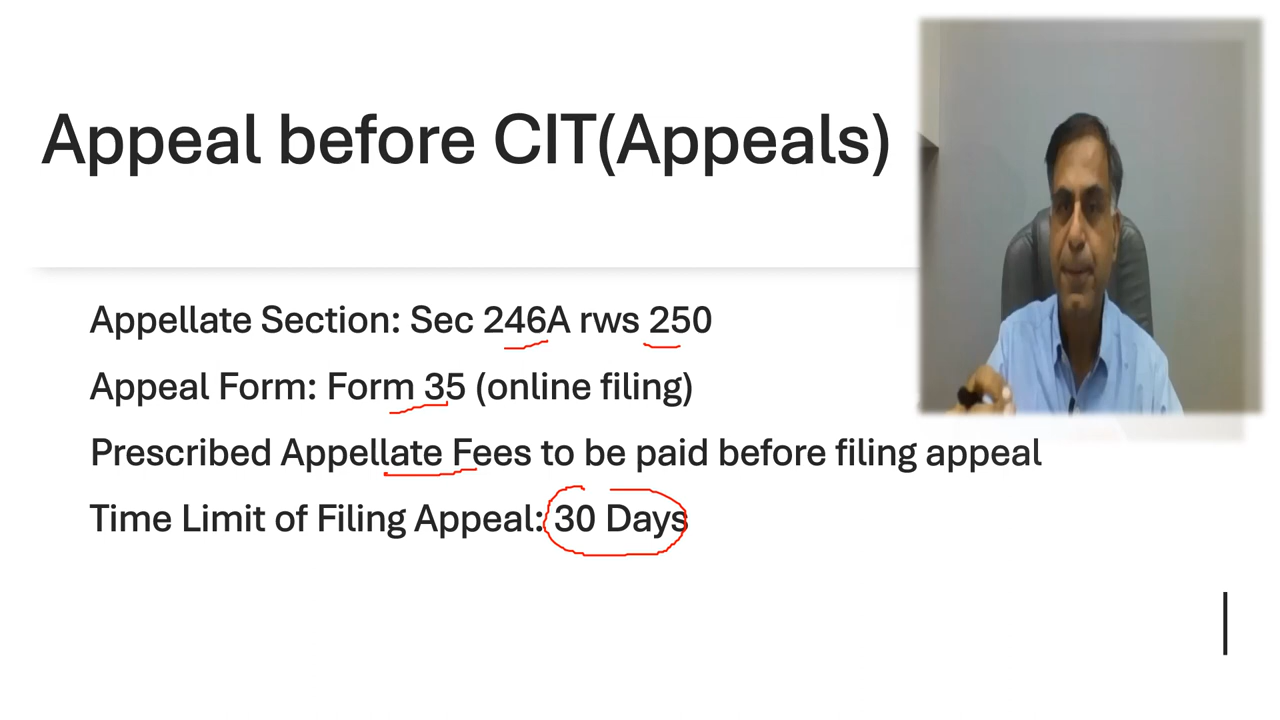 Appeal before CIT(Appeals)
Appellate Section: Sec 246A rws 250
Appeal Form: Form 35 (online filing)
Prescribed Appellate Fees to be paid before filing appeal
Time Limit of Filing Appeal: 30 Days